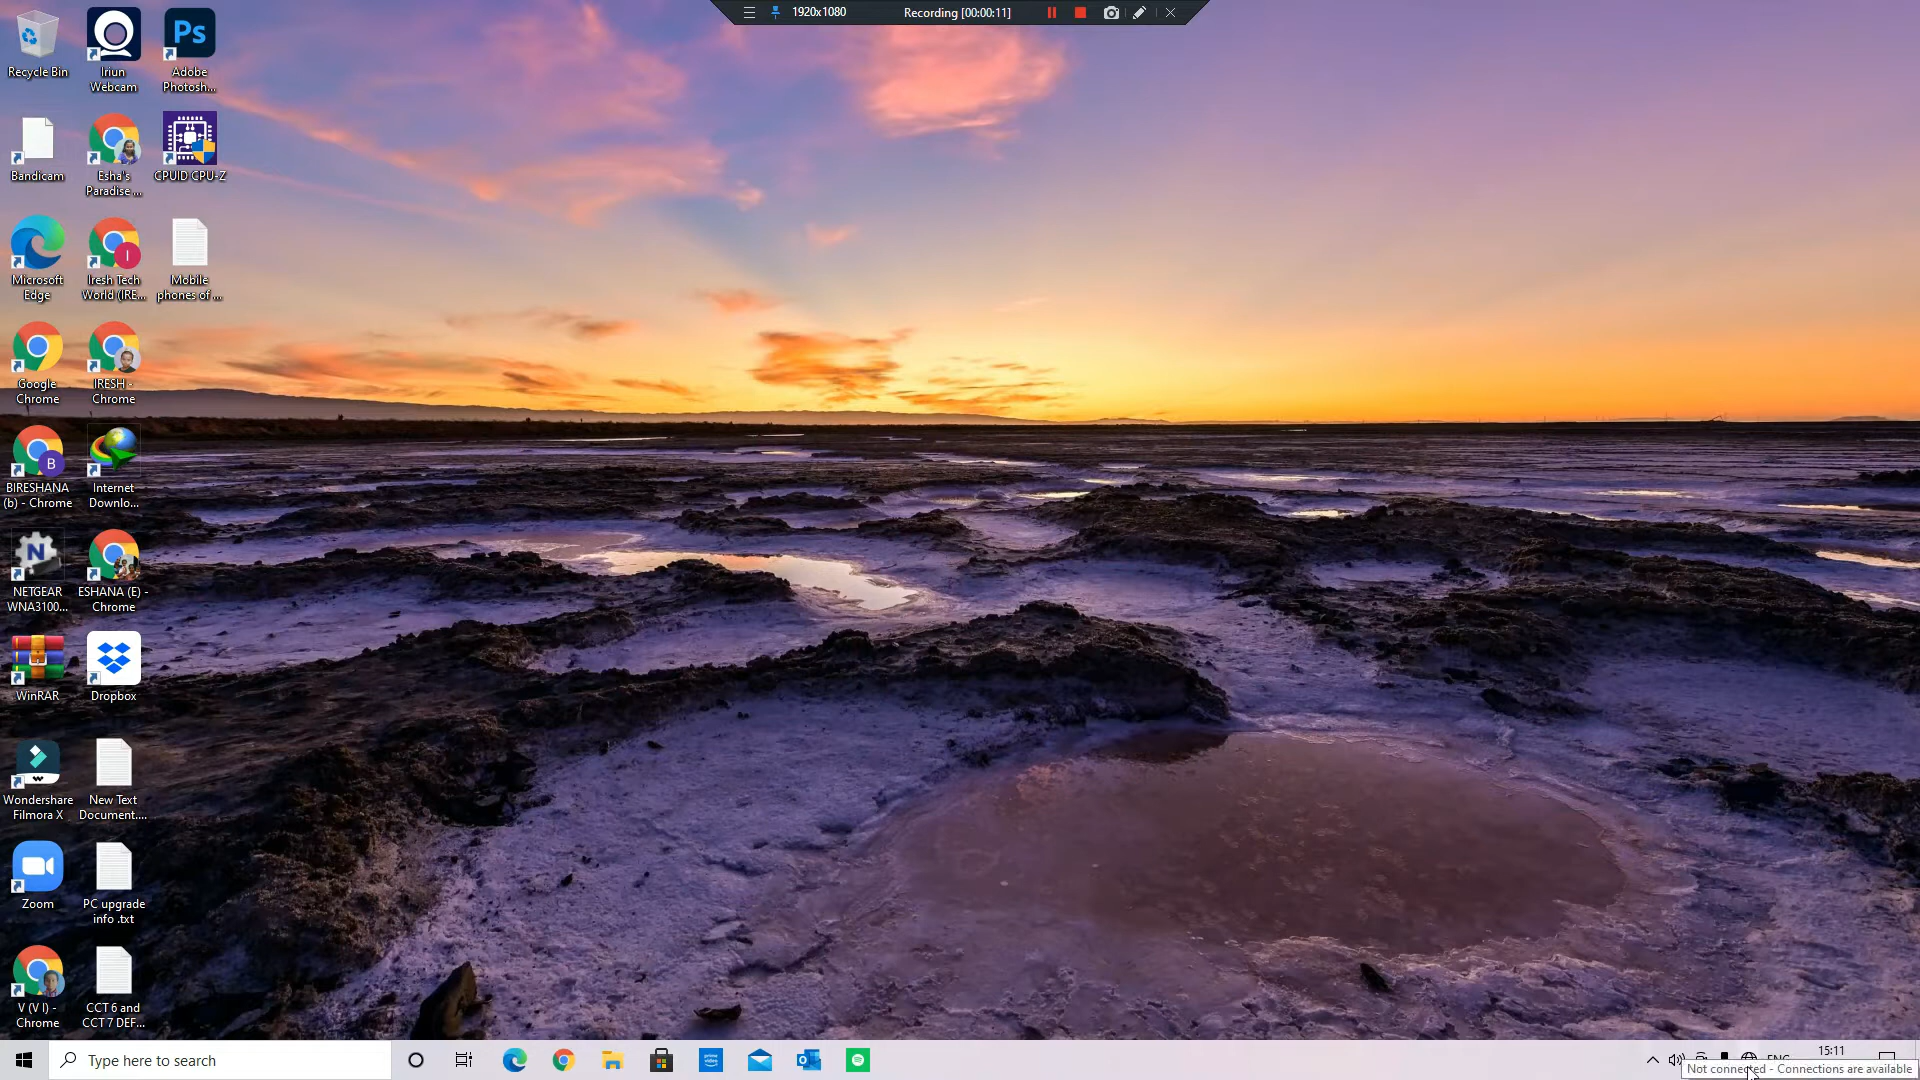 1920x1080
Recording [00:00:11]
Recycle Bin
Iriun
Webcam
Ps
Adobe
Photosh...
Bandicam
Esha's
Paradise ...
CPUID CPU-Z
Microsoft
Edge
I
Iresh Tech
World (IRE...
Mobile
phones of ...
Google
Chrome
IRESH -
Chrome
B
BIRESHANA
(b) - Chrome
Internet
Downlo...
N
NETGEAR
WNA3100...
ESHANA (E) -
Chrome
WinRAR
Dropbox
Wondershare
Filmora X
New Text
Document....
Zoom
PC upgrade
info .txt
V (V I) -
Chrome
CCT 6 and
CCT 7 DEF...
Type here to search
prime
video
ENG
15:11
Not connected - Connections are available